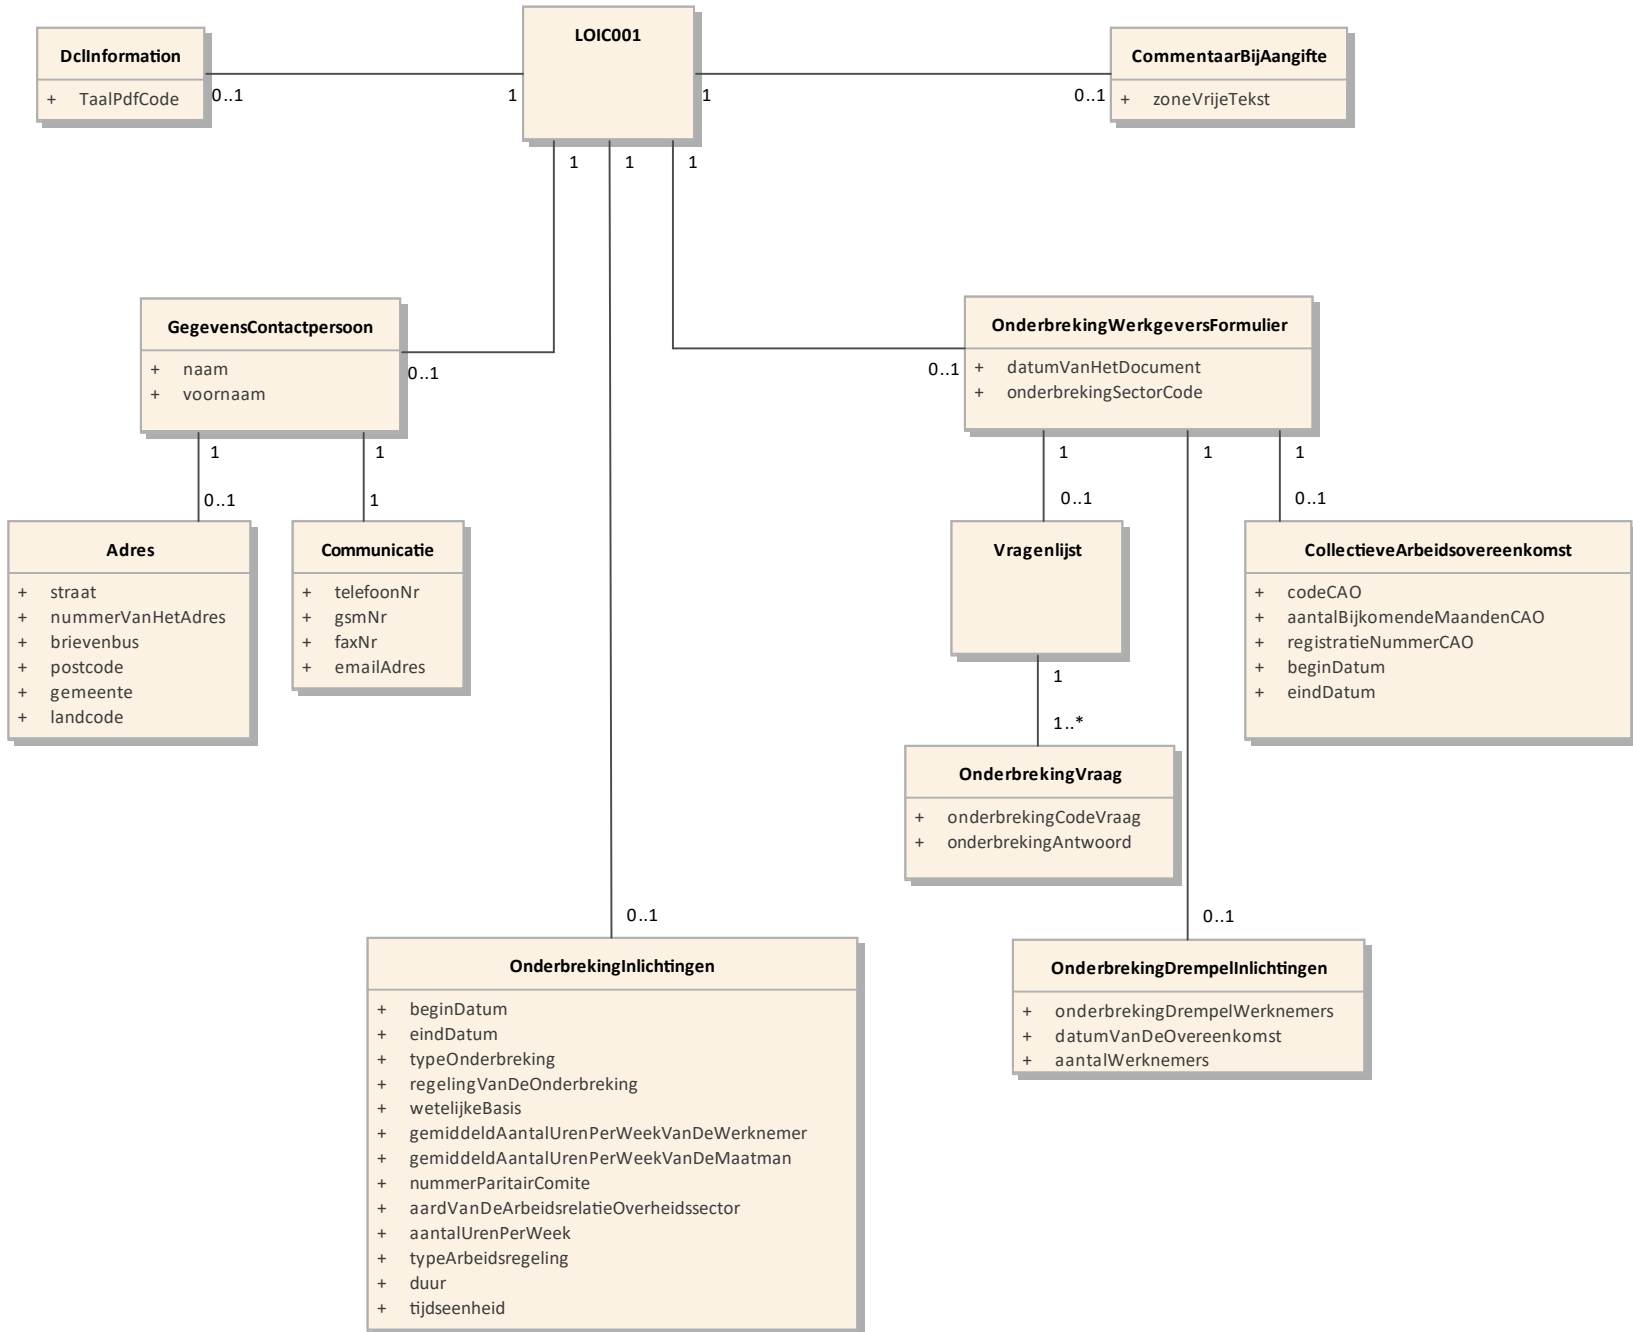 LOIC001
DclInformation
+ TaalPdfCode
0..1
1
1
0..1
CommentaarBijAangifte
+ zoneVrijeTekst
1
1
1
GegevensContactpersoon
+ naam
+ voornaam
0..1
OnderbrekingWerkgeversFormulier
+ datumVanHetDocument
+ onderbrekingSectorCode
0..1
1
0..1
1
1
1
0..1
1
1
0..1
Adres
+ straat
+ nummerVanHetAdres
+ brievenbus
+ postcode
+ gemeente
+ landcode
Communicatie
+ telefoonNr
+ gsmNr
+ faxNr
+ emailAdres
Vragenlijst
CollectieveArbeidsovereenkomst
+ codeCAO
+ aantalBijkomendeMaandenCAO
+ registratieNummerCAO
+ beginDatum
+ eindDatum
1
1..*
OnderbrekingVraag
+ onderbrekingCodeVraag
+ onderbrekingAntwoord
0..1
0..1
OnderbrekingInlichtingen
+ beginDatum
+ eindDatum
+ typeOnderbreking
+ regelingVanDeOnderbreking
+ wetelijkeBasis
+ gemiddeldAantalUrenPerWeekVanDeWerknemer
+ gemiddeldAantalUrenPerWeekVanDeMaatman
+ nummerParitairComite
+ aardVanDeArbeidsrelatieOverheidssector
+ aantalUrenPerWeek
+ typeArbeidsregeling
+ duur
+ tijdseenheid
OnderbrekingDrempelInlichtingen
+ onderbrekingDrempelWerknemers
+ datumVanDeOvereenkomst
+ aantalWerknemers